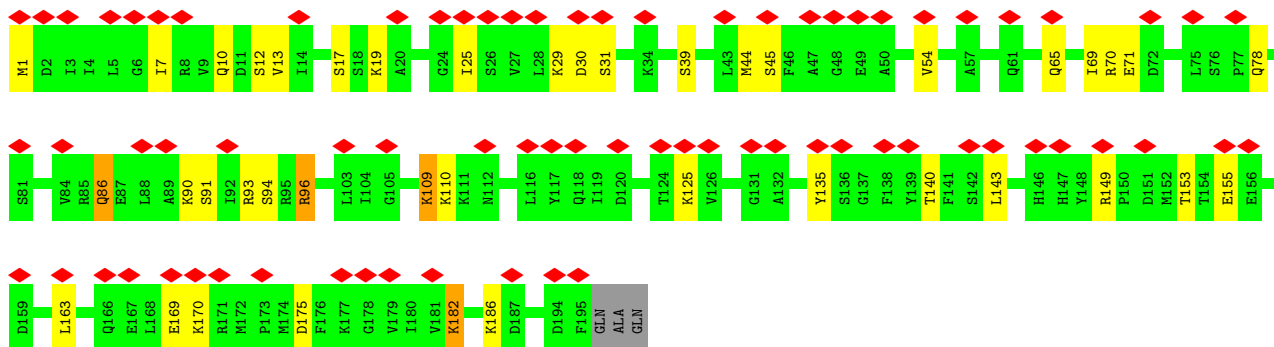 M1 D2 I3 I4 L5 G6 I7 R8 V9 Q10 D11 S12 V13 I14 S17 S18 K19 A20 G24 I25 S26 V27 L28 K29 D30 S31 K34 S39 L43 M44 S45 F46 A47 G48 E49 A50 V54 A57 Q61 Q65 I69 R70 E71 D72 L75 S76 P77 Q78
S81 V84 R85 Q86 E87 L88 A89 K90 S91 I92 R93 S94 R95 R96 L103 I104 G105 K109 K110 K111 N112 L116 Y117 Q118 I119 D120 T124 K125 V126 G131 A132 Y135 S136 G137 F138 Y139 T140 F141 S142 L143 H146 H147 Y148 R149 P150 D151 M152 T153 T154 E155 E156
D159 L163 Q166 E167 L168 E169 K170 R171 M172 P173 M174 D175 F176 K177 G178 V179 I180 V181 K182 K186 D187 D194 F195 GLN ALA GLN